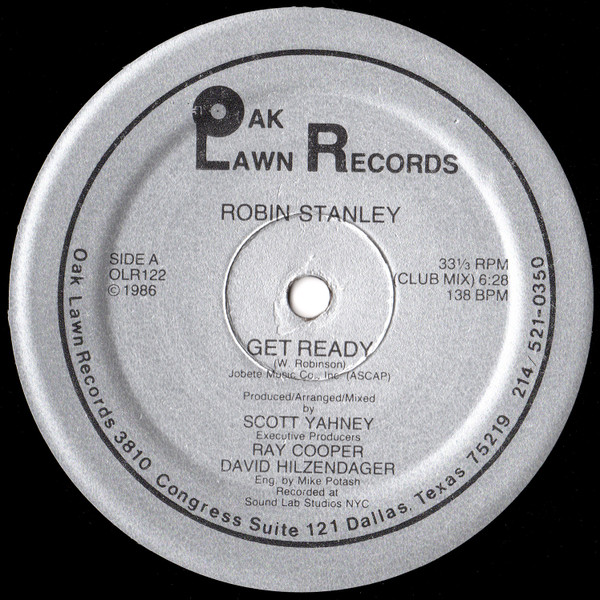 OAK
LAWN RECORDS
ROBIN STANLEY
SIDE A
OLR122
©1986
33⅓ RPM
(CLUB MIX) 6:28
138 BPM
GET READY
(W. Robinson)
Jobete Music Co., Inc. (ASCAP)
Produced/Arranged/Mixed
by
SCOTT YAHNEY
Executive Producers
RAY COOPER
DAVID HILZENDAGER
Eng. by Mike Potash
Recorded at
Sound Lab Studios NYC
Oak Lawn Records 3810 Congress Suite 121 Dallas, Texas 75219 214/521-0350